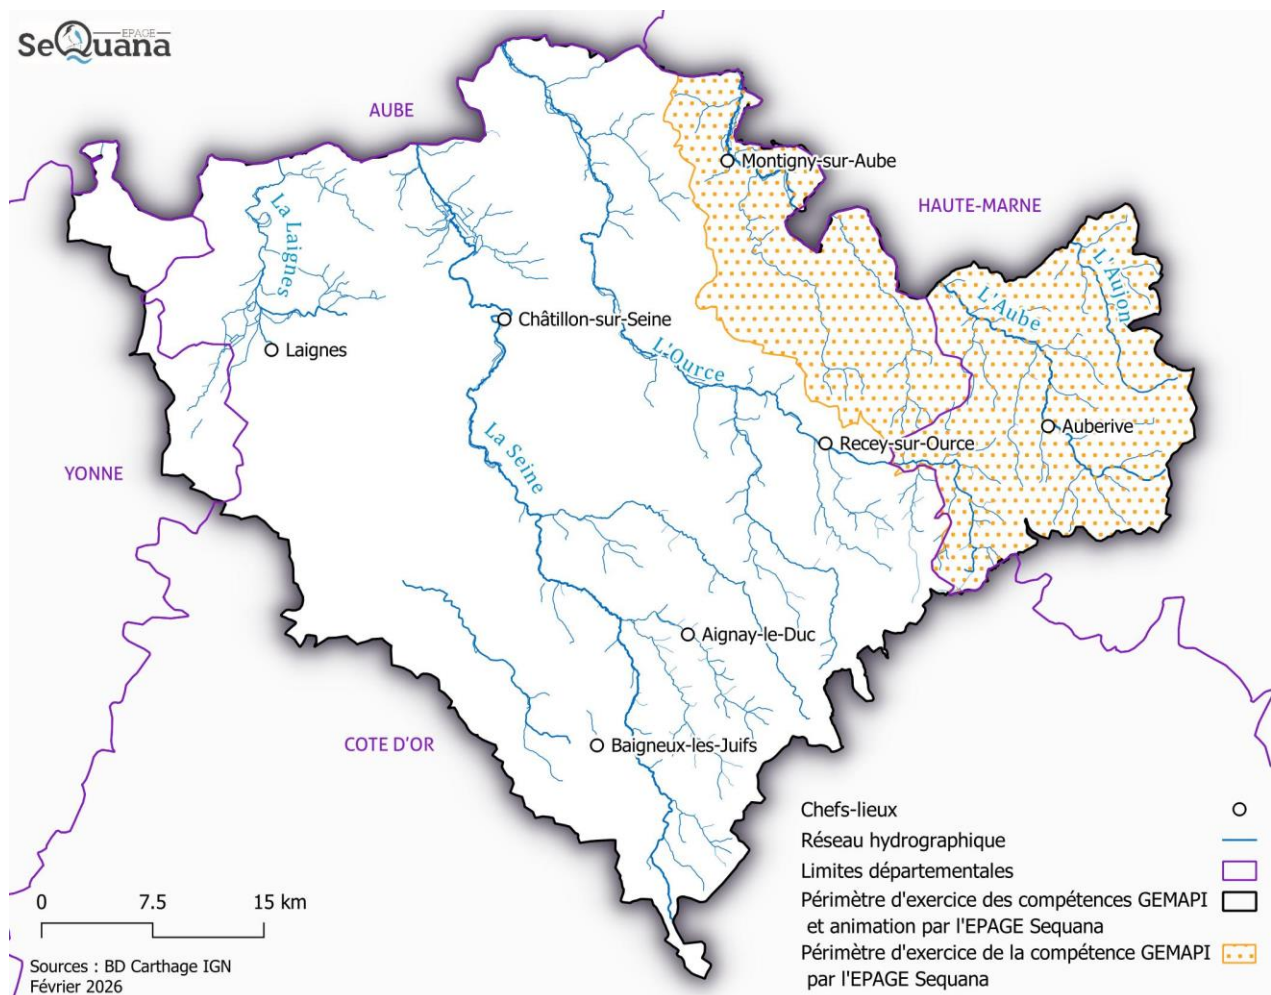 EPAGE
SeQuana
AUBE
Montigny-sur-Aube
HAUTE-MARNE
La Laignes
L'Aujon
L'Aube
Châtillon-sur-Seine
Laignes
L'Ource
Auberive
Recey-sur-Ource
La Seine
YONNE
Aignay-le-Duc
COTE D'OR
Baigneux-les-Juifs
Chefs-lieux
Réseau hydrographique
Limites départementales
Périmètre d'exercice des compétences GEMAPI
et animation par l'EPAGE Sequana
Périmètre d'exercice de la compétence GEMAPI
par l'EPAGE Sequana
0 7.5 15 km
Sources : BD Carthage IGN
Février 2026